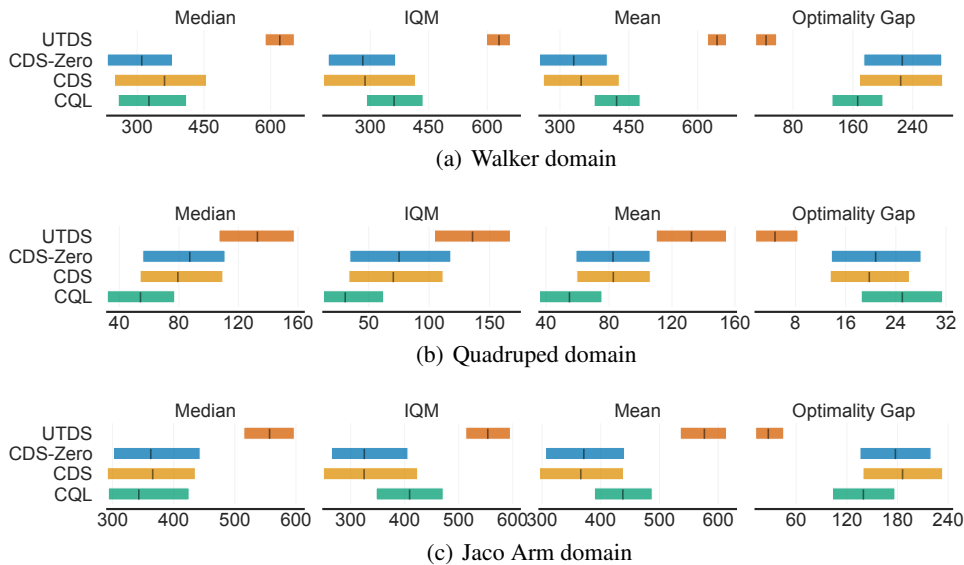 Median IQM Mean Optimality Gap
UTDS
CDS-Zero
CDS
CQL
300 450 600 300 450 600 300 450 600 80 160 240
(a) Walker domain
Median IQM Mean Optimality Gap
UTDS
CDS-Zero
CDS
CQL
40 80 120 160 50 100 150 40 80 120 160 8 16 24 32
(b) Quadruped domain
Median IQM Mean Optimality Gap
UTDS
CDS-Zero
CDS
CQL
300 400 500 600 300 400 500 600 300 400 500 600 60 120 180 240
(c) Jaco Arm domain